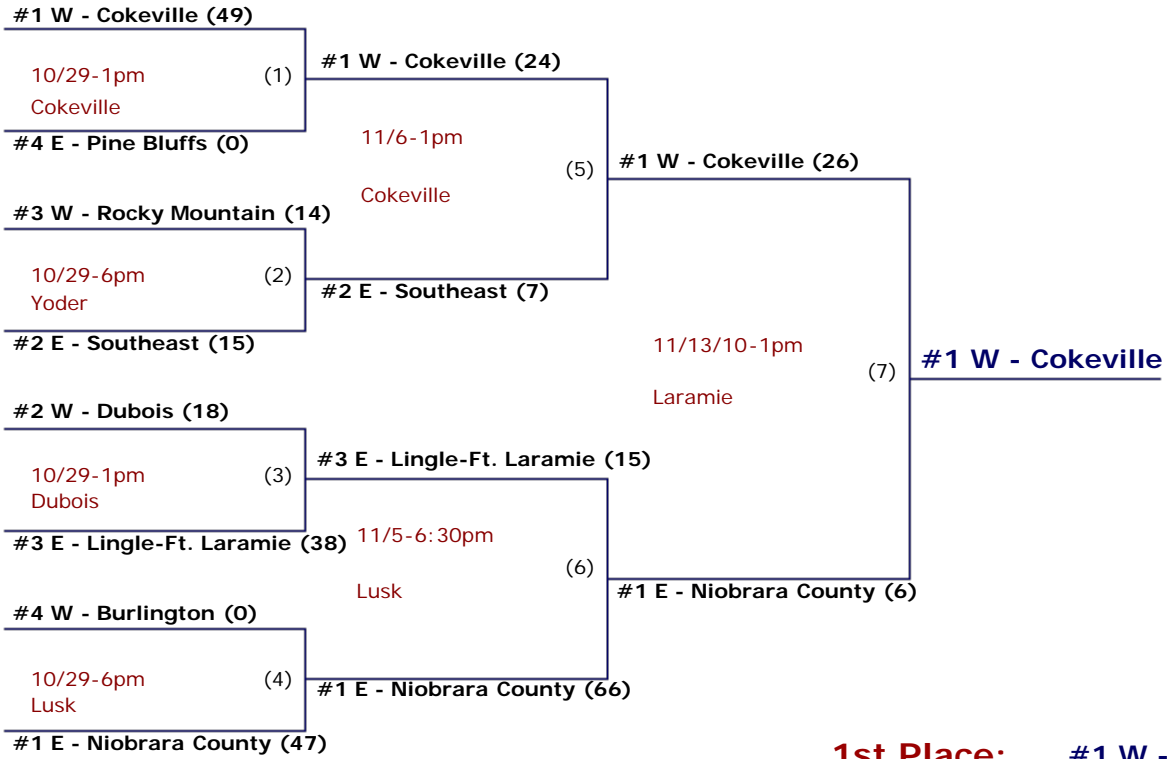 #1 W - Cokeville (49)
10/29-1pm (1)
Cokeville
#4 E - Pine Bluffs (0)
#3 W - Rocky Mountain (14)
10/29-6pm (2)
Yoder
#2 E - Southeast (15)
#2 W - Dubois (18)
10/29-1pm (3)
Dubois
#3 E - Lingle-Ft. Laramie (38)
#4 W - Burlington (0)
10/29-6pm (4)
Lusk
#1 E - Niobrara County (47)
#1 W - Cokeville (24)
11/6-1pm
(5)
Cokeville
#2 E - Southeast (7)
#3 E - Lingle-Ft. Laramie (15)
11/5-6:30pm
(6)
Lusk
#1 E - Niobrara County (66)
#1 W - Cokeville (26)
11/13/10-1pm
(7)
Laramie
#1 E - Niobrara County (6)
#1 W - Cokeville
1st Place: #1 W -